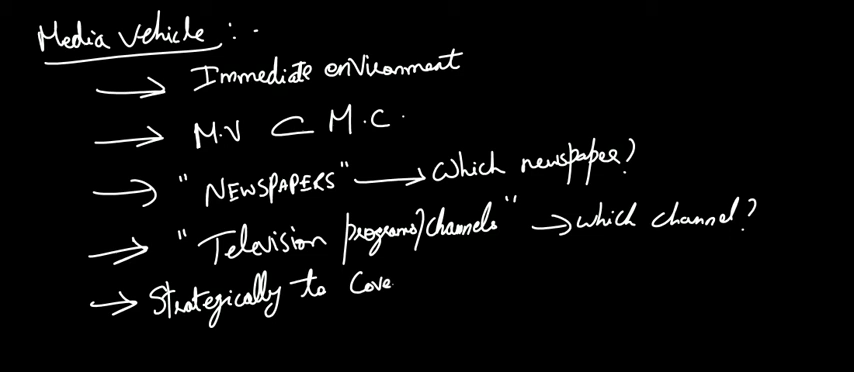 Media Vehicle :-
→ Immediate environment
→ M.V ⊂ M.C.
→ "NEWSPAPERS" → Which newspaper?
→ "Television programs/channels" → which channel?
→ Strategically to Cove